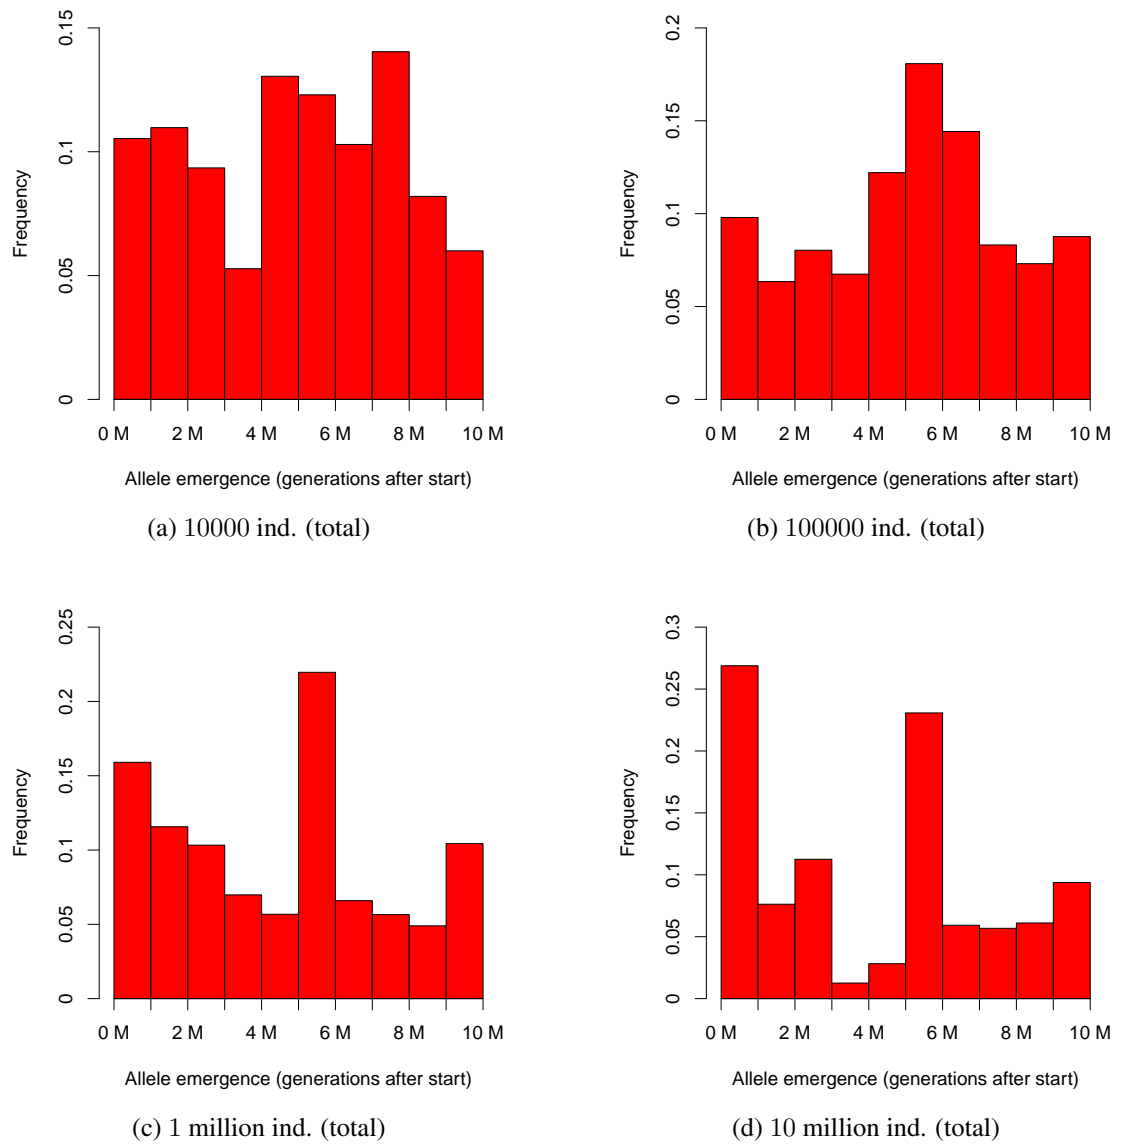 0 0.05 0.1 0.15
Frequency
0 M 2 M 4 M 6 M 8 M 10 M
Allele emergence (generations after start)
(a) 10000 ind. (total)
0 0.05 0.1 0.15 0.2
Frequency
0 M 2 M 4 M 6 M 8 M 10 M
Allele emergence (generations after start)
(b) 100000 ind. (total)
0 0.05 0.1 0.15 0.2 0.25
Frequency
0 M 2 M 4 M 6 M 8 M 10 M
Allele emergence (generations after start)
(c) 1 million ind. (total)
0 0.05 0.1 0.15 0.2 0.25 0.3
Frequency
0 M 2 M 4 M 6 M 8 M 10 M
Allele emergence (generations after start)
(d) 10 million ind. (total)